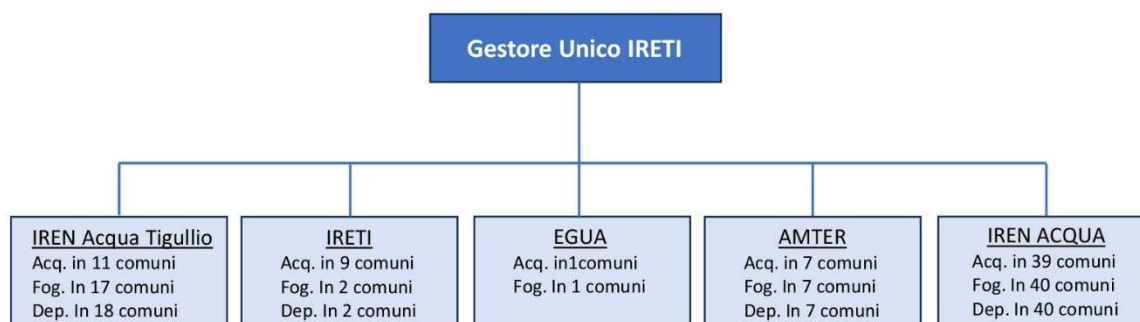 Gestore Unico IRETI
IREN Acqua Tigullio
Acq. in 11 comuni
Fog. In 17 comuni
Dep. In 18 comuni
IRETI
Acq. in 9 comuni
Fog. In 2 comuni
Dep. In 2 comuni
EGUA
Acq. in1comuni
Fog. In 1 comuni
AMTER
Acq. in 7 comuni
Fog. In 7 comuni
Dep. In 7 comuni
IREN ACQUA
Acq. in 39 comuni
Fog. In 40 comuni
Dep. In 40 comuni